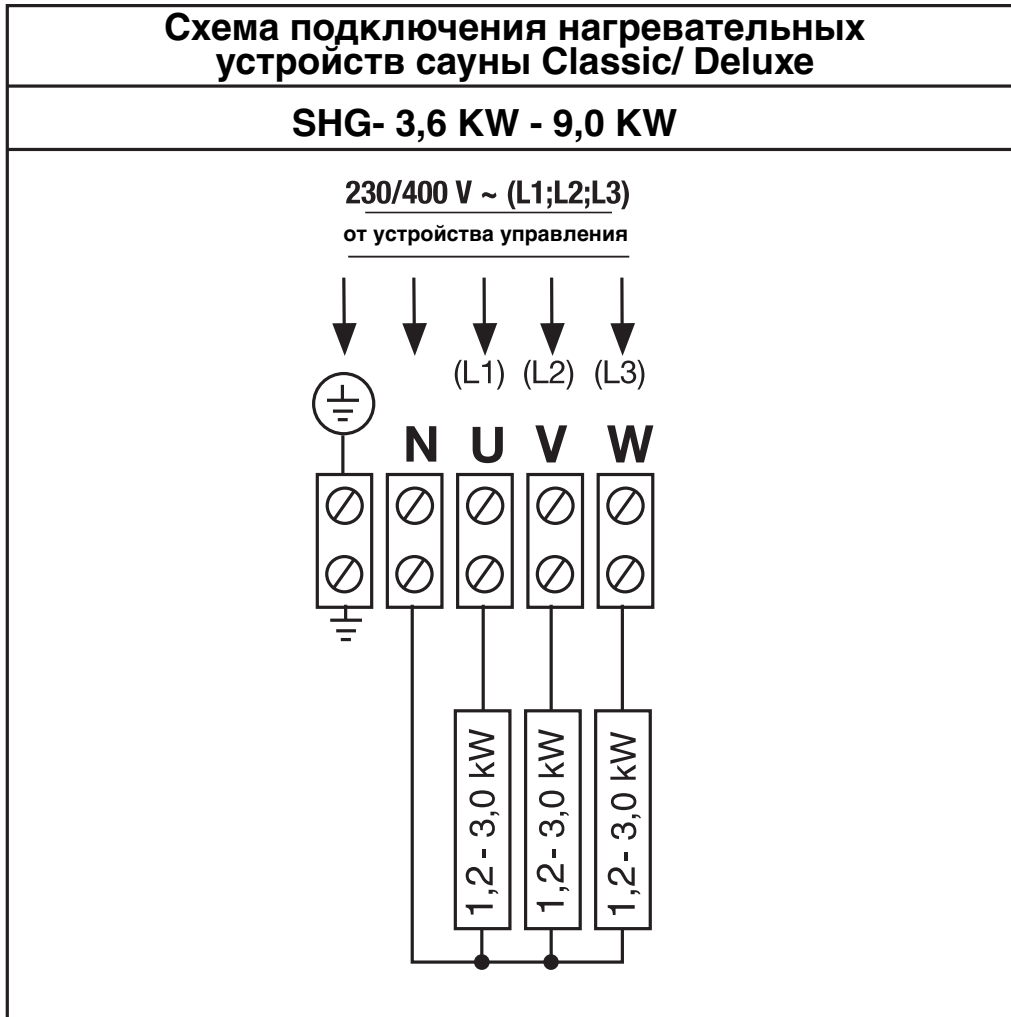 Схема подключения нагревательных
устройств сауны Classic/ Deluxe
SHG- 3,6 KW - 9,0 KW
230/400 V ~ (L1;L2;L3)
от устройства управления
(L1) (L2) (L3)
N U V W
1,2 - 3,0 kW
1,2 - 3,0 kW
1,2 - 3,0 kW